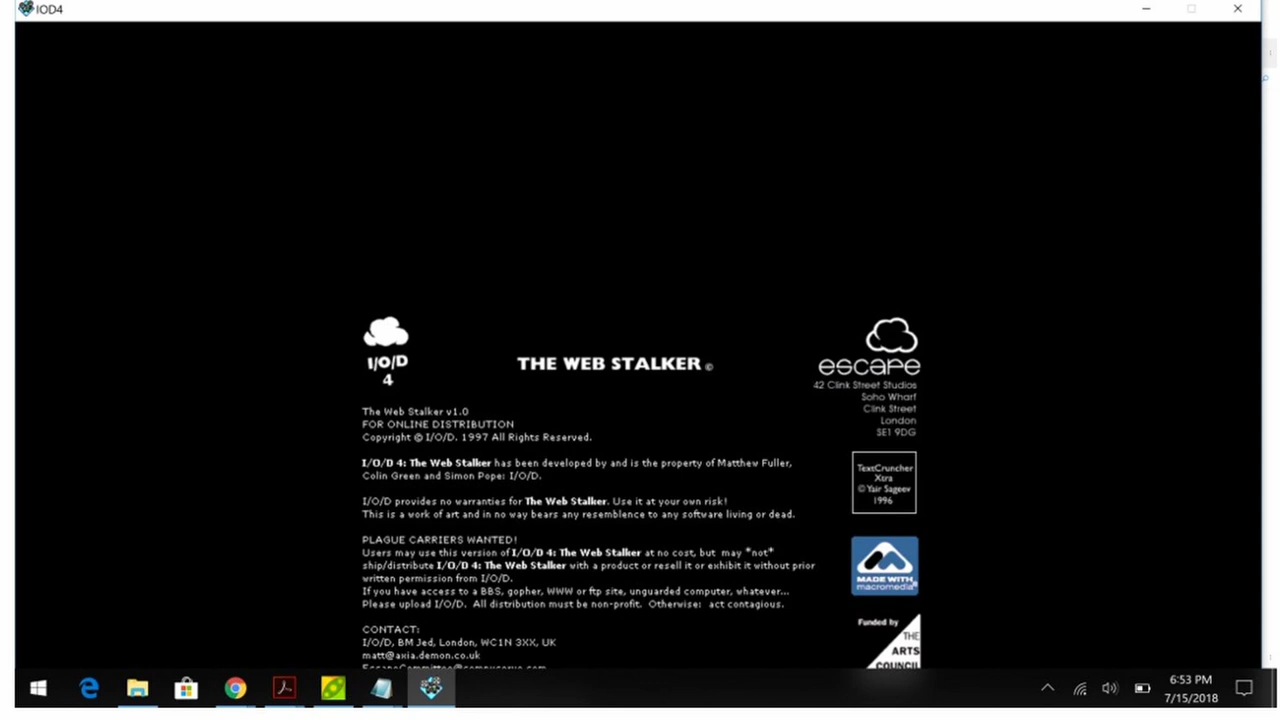 IOD4
I/O/D
4
THE WEB STALKER ©
escape
42 Clink Street Studios
Soho Wharf
Clink Street
London
SE1 9DG
The Web Stalker v1.0
FOR ONLINE DISTRIBUTION
Copyright © I/O/D. 1997 All Rights Reserved.
I/O/D 4: The Web Stalker has been developed by and is the property of Matthew Fuller,
Colin Green and Simon Pope: I/O/D.
TextCruncher
Xtra
© Yair Sageev
1996
I/O/D provides no warranties for The Web Stalker. Use it at your own risk!
This is a work of art and in no way bears any resemblence to any software living or dead.
PLAGUE CARRIERS WANTED!
Users may use this version of I/O/D 4: The Web Stalker at no cost, but may *not*
ship/distribute I/O/D 4: The Web Stalker with a product or resell it or exhibit it without prior
written permission from I/O/D.
If you have access to a BBS, gopher, WWW or ftp site, unguarded computer, whatever...
Please upload I/O/D. All distribution must be non-profit. Otherwise: act contagious.
MADE WITH
macromedia®
CONTACT:
I/O/D, BM Jed, London, WC1N 3XX, UK
matt@axia.demon.co.uk
EscapeCommittee@compuserve.com
Funded by
THE
ARTS
COUNCIL
6:53 PM
7/15/2018